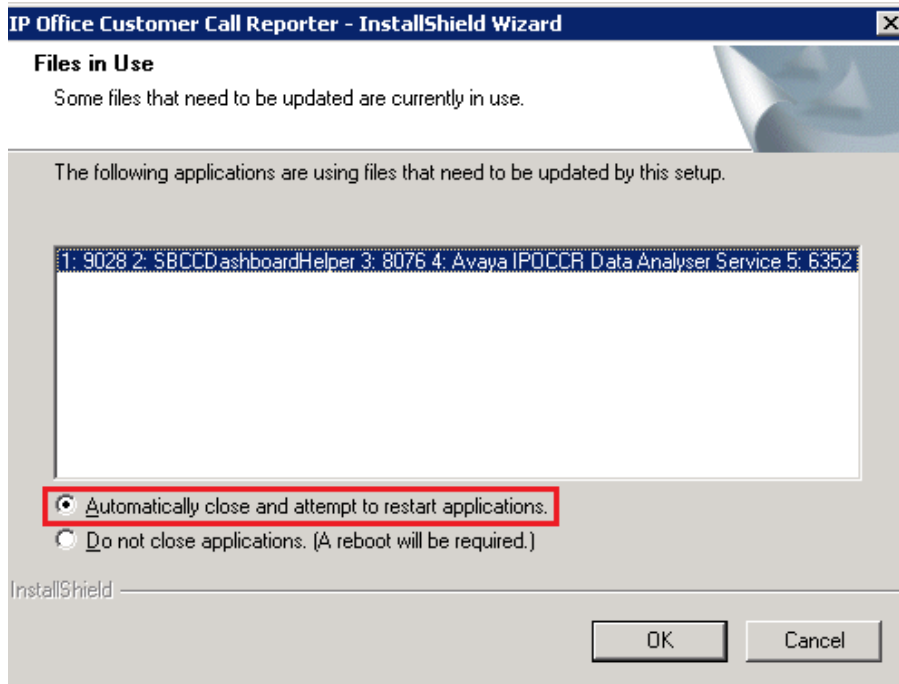 IP Office Customer Call Reporter - InstallShield Wizard
Files in Use
Some files that need to be updated are currently in use.
The following applications are using files that need to be updated by this setup.
1: 9028 2: SBCCDashboardHelper 3: 8076 4: Avaya IPOCCR Data Analyser Service 5: 6352
Automatically close and attempt to restart applications.
Do not close applications. (A reboot will be required.)
InstallShield
OK Cancel